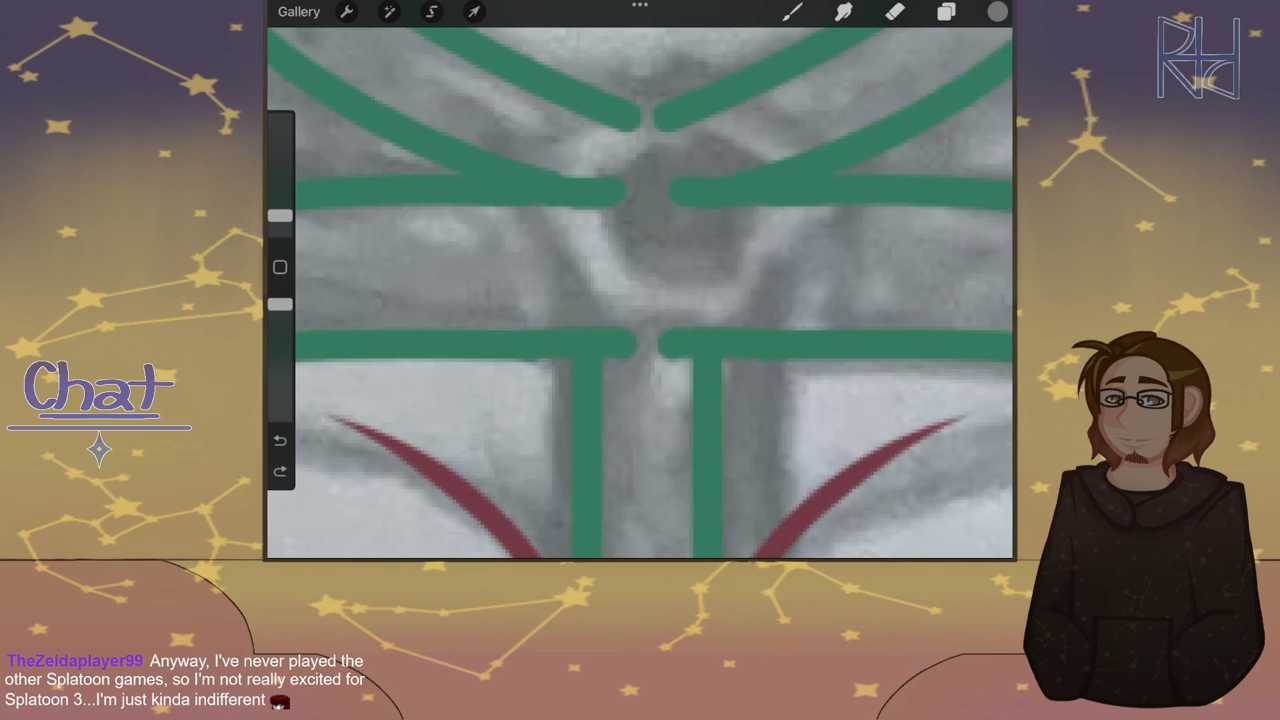 Gallery
Chat
TheZeldaplayer99 Anyway, I've never played the
other Splatoon games, so I'm not really excited for
Splatoon 3...I'm just kinda indifferent